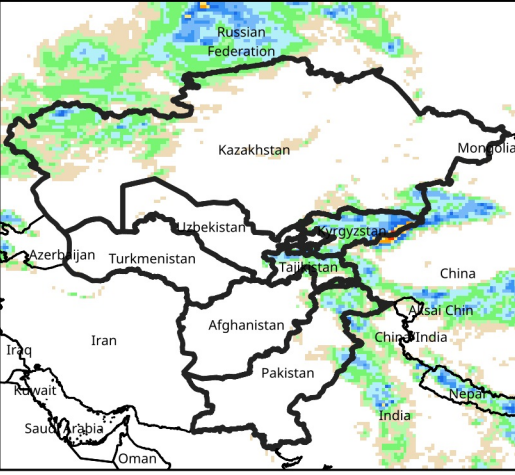 Russian
Federation
Kazakhstan
Mongolia
Uzbekistan
Kyrgyzstan
Azerbaijan
Turkmenistan
Tajikistan
China
Aksai Chin
Afghanistan
China/India
Iran
Iraq
Pakistan
Kuwait
Nepal
India
Saudi Arabia
Oman